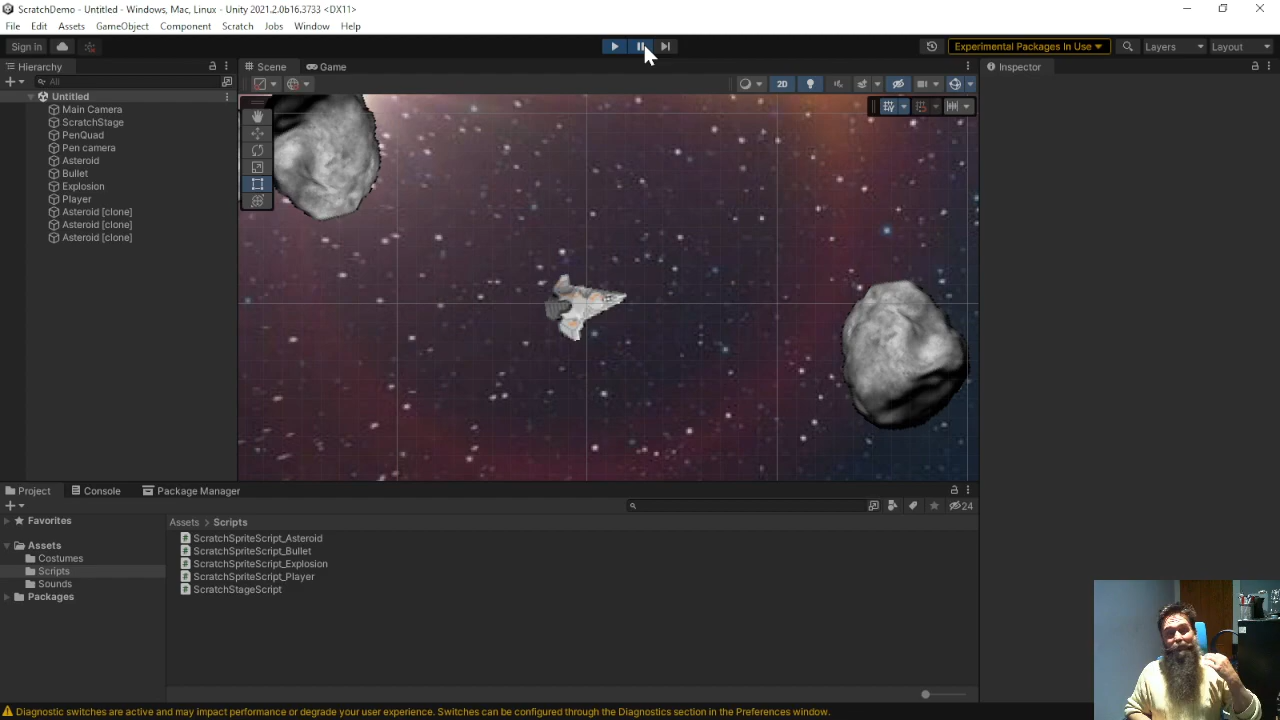 ScratchDemo - Untitled - Windows, Mac, Linux - Unity 2021.2.0b16.3733 <DX11>
File Edit Assets GameObject Component Scratch Jobs Window Help
Sign in
Experimental Packages In Use
Layers
Layout
Hierarchy
Scene
Game
Inspector
All
2D
Untitled
Main Camera
ScratchStage
PenQuad
Pen camera
Asteroid
Bullet
Explosion
Player
Asteroid [clone]
Asteroid [clone]
Asteroid [clone]
Project
Console
Package Manager
24
Favorites
Assets
Costumes
Scripts
Sounds
Packages
Assets > Scripts
ScratchSpriteScript_Asteroid
ScratchSpriteScript_Bullet
ScratchSpriteScript_Explosion
ScratchSpriteScript_Player
ScratchStageScript
Diagnostic switches are active and may impact performance or degrade your user experience. Switches can be configured through the Diagnostics section in the Preferences window.